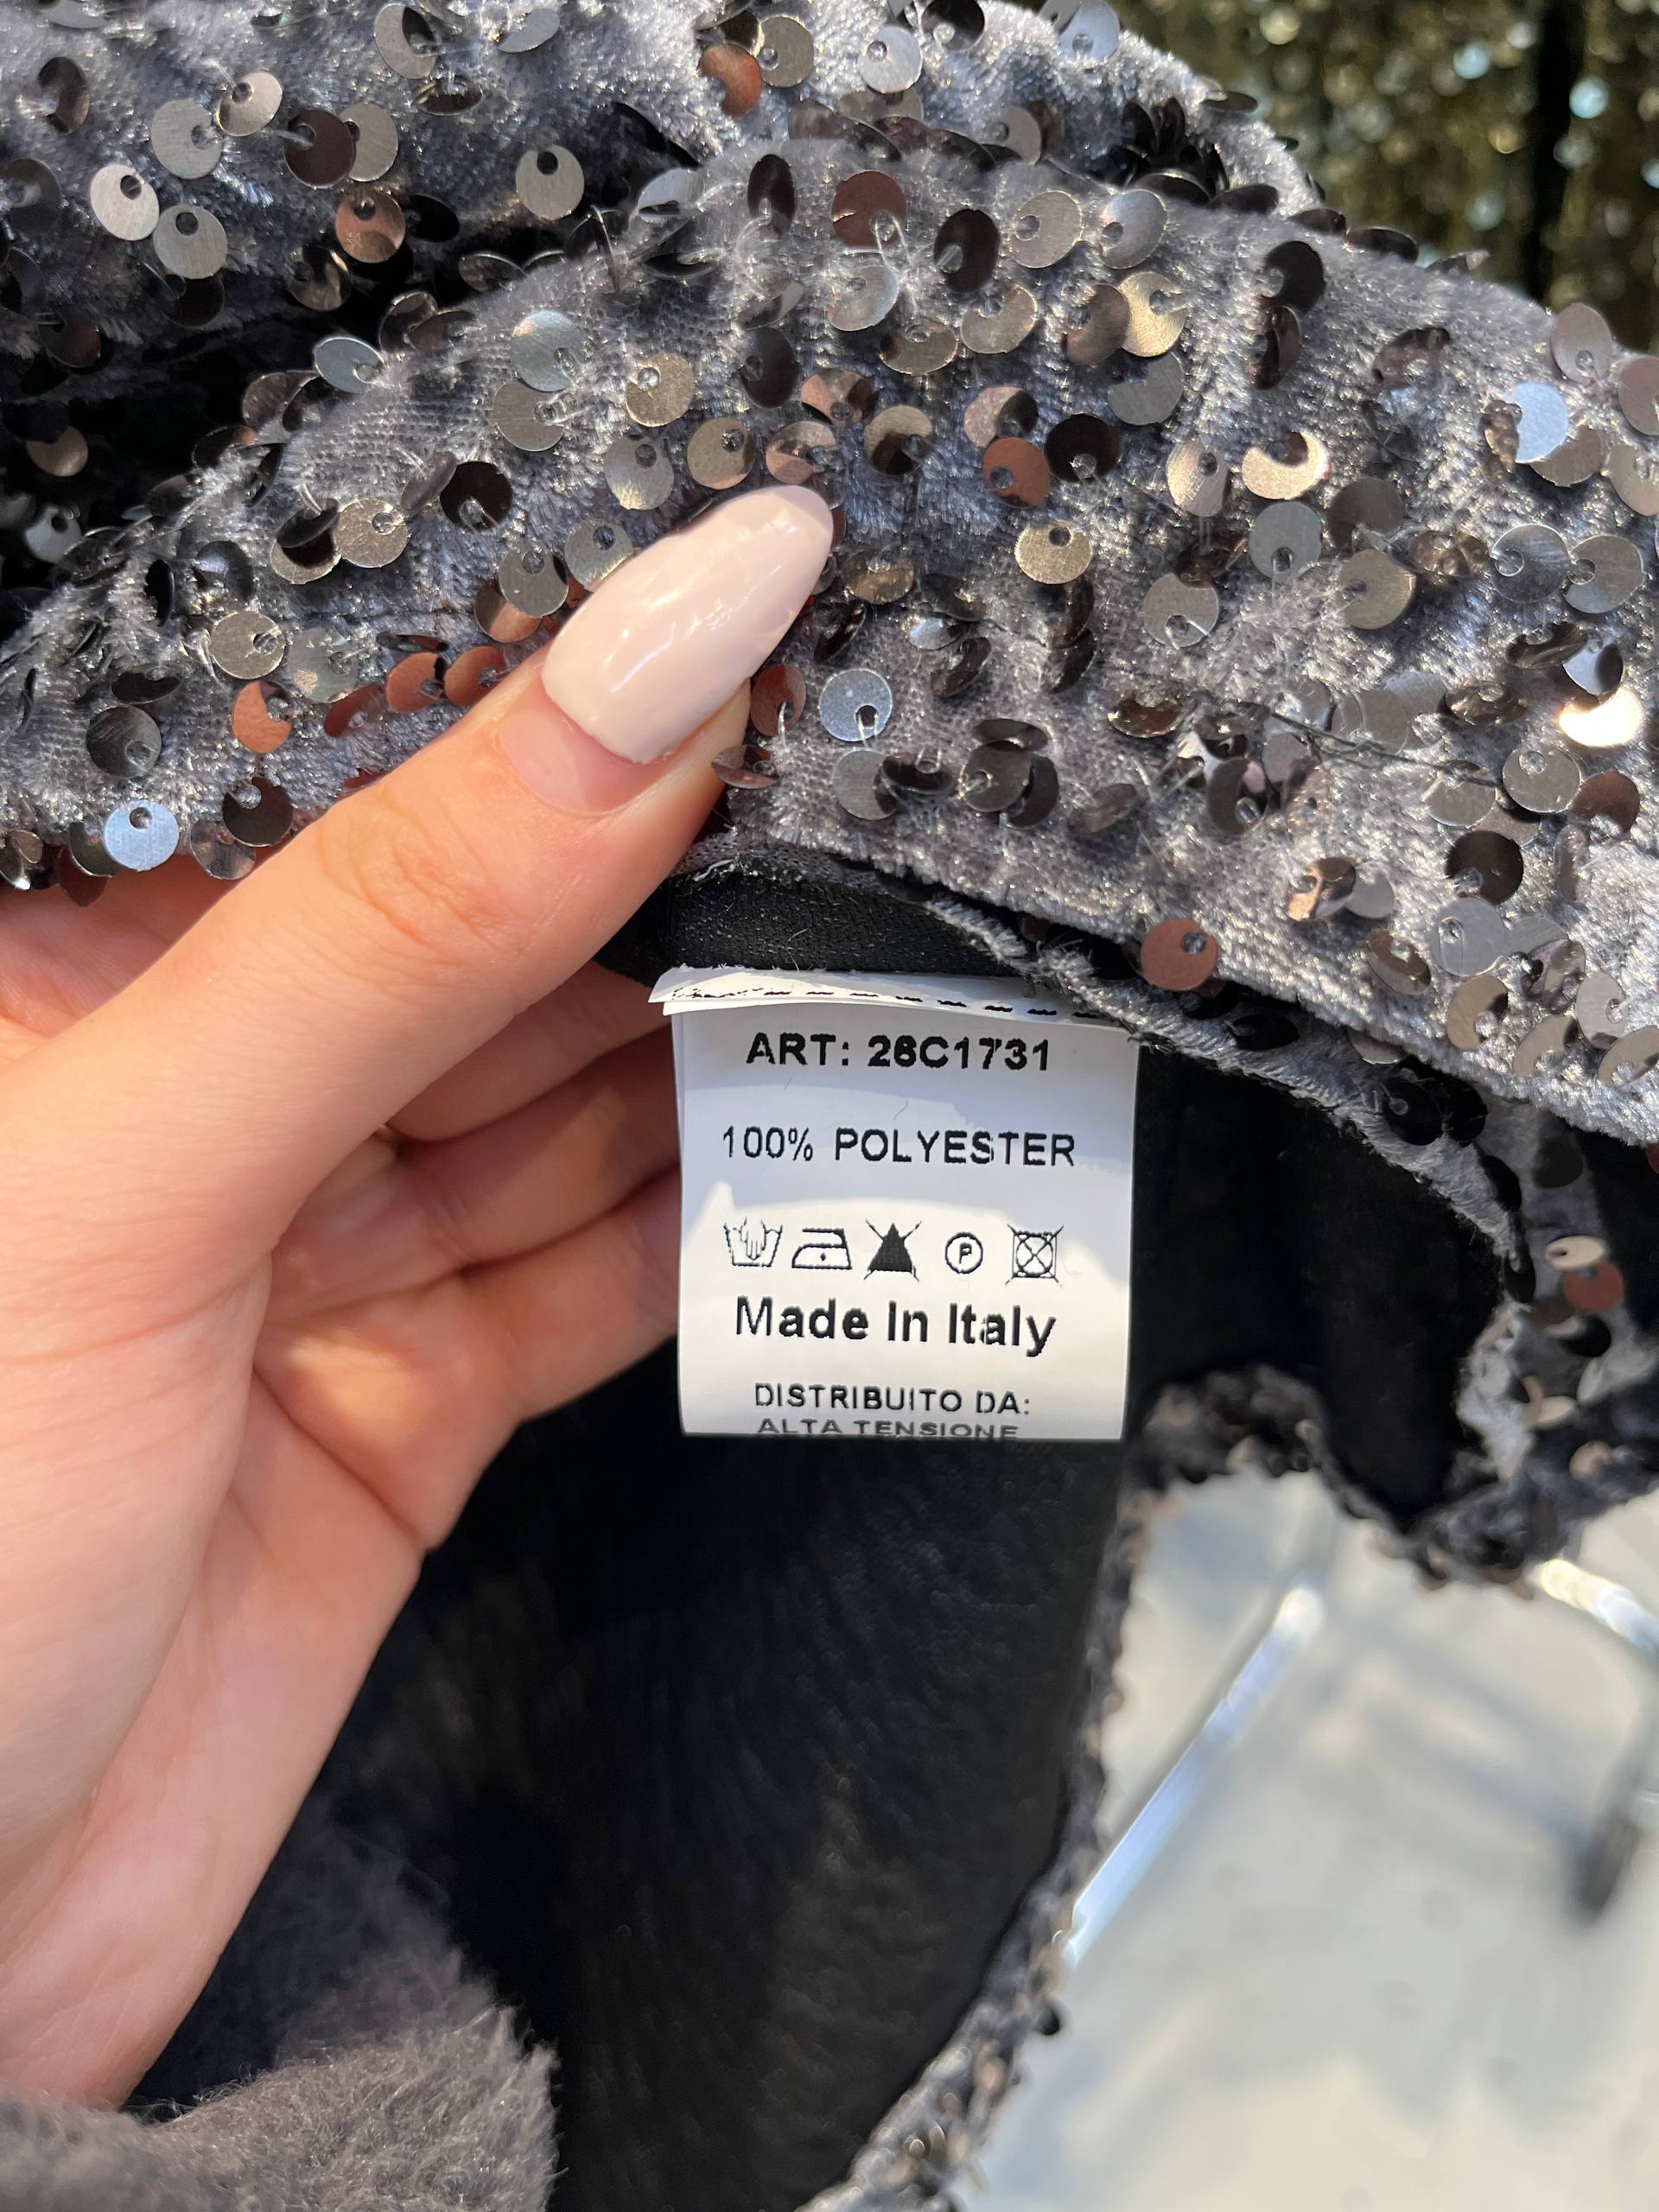 ART: 26C1731
100% POLYESTER
P
Made In Italy
DISTRIBUITO DA:
ALTA TENSIONE